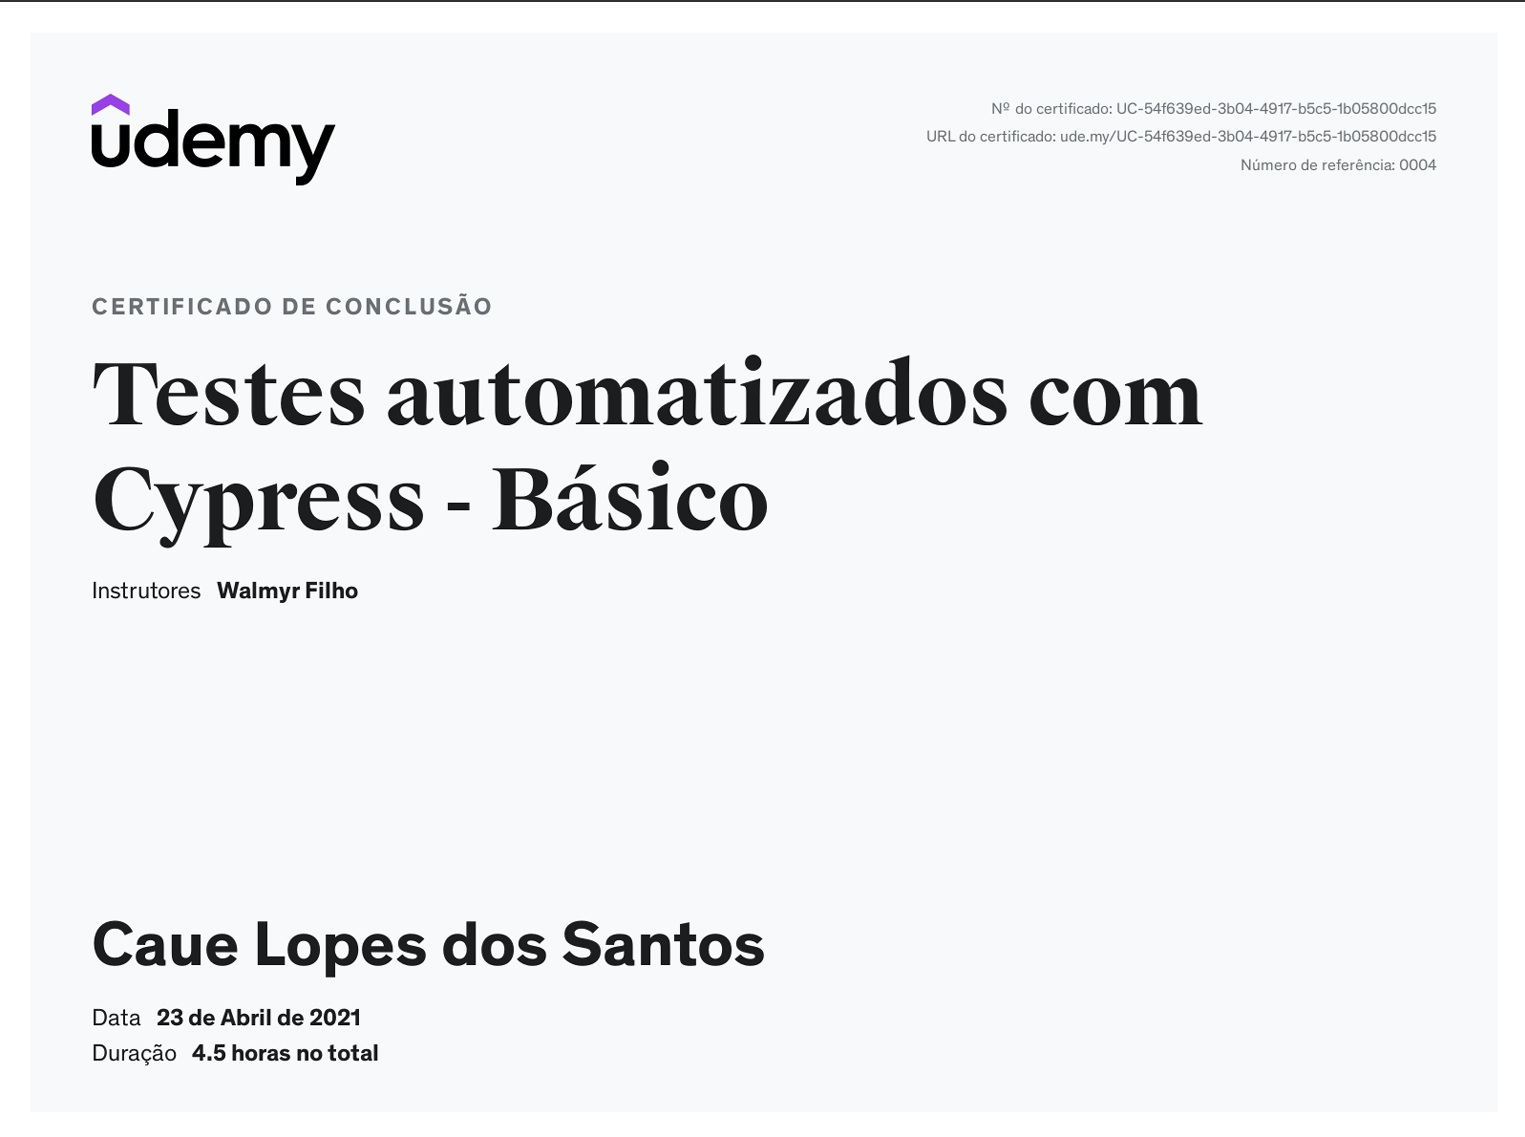 udemy
Nº do certificado: UC-54f639ed-3b04-4917-b5c5-1b05800dcc15
URL do certificado: ude.my/UC-54f639ed-3b04-4917-b5c5-1b05800dcc15
Número de referência: 0004
CERTIFICADO DE CONCLUSÃO
Testes automatizados com
Cypress - Básico
Instrutores Walmyr Filho
Caue Lopes dos Santos
Data 23 de Abril de 2021
Duração 4.5 horas no total